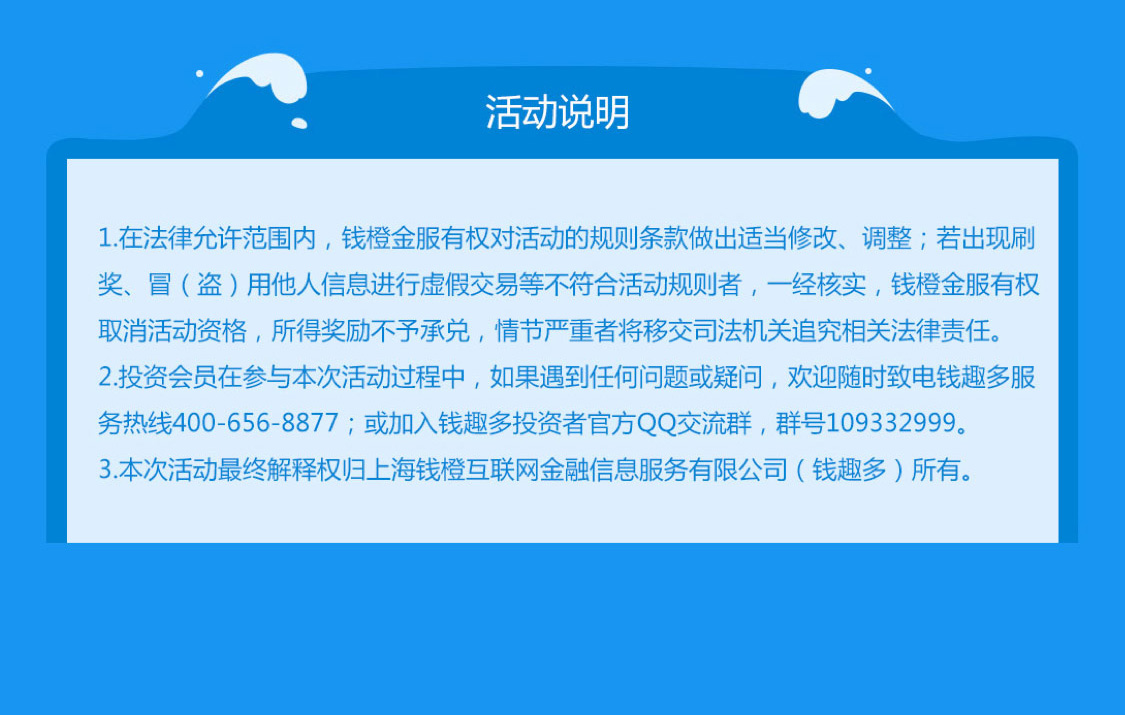 活动说明
1.在法律允许范围内，钱橙金服有权对活动的规则条款做出适当修改、调整；若出现刷
奖、冒（盗）用他人信息进行虚假交易等不符合活动规则者，一经核实，钱橙金服有权
取消活动资格，所得奖励不予承兑，情节严重者将移交司法机关追究相关法律责任。
2.投资会员在参与本次活动过程中，如果遇到任何问题或疑问，欢迎随时致电钱趣多服
务热线400-656-8877；或加入钱趣多投资者官方QQ交流群，群号109332999。
3.本次活动最终解释权归上海钱橙互联网金融信息服务有限公司（钱趣多）所有。